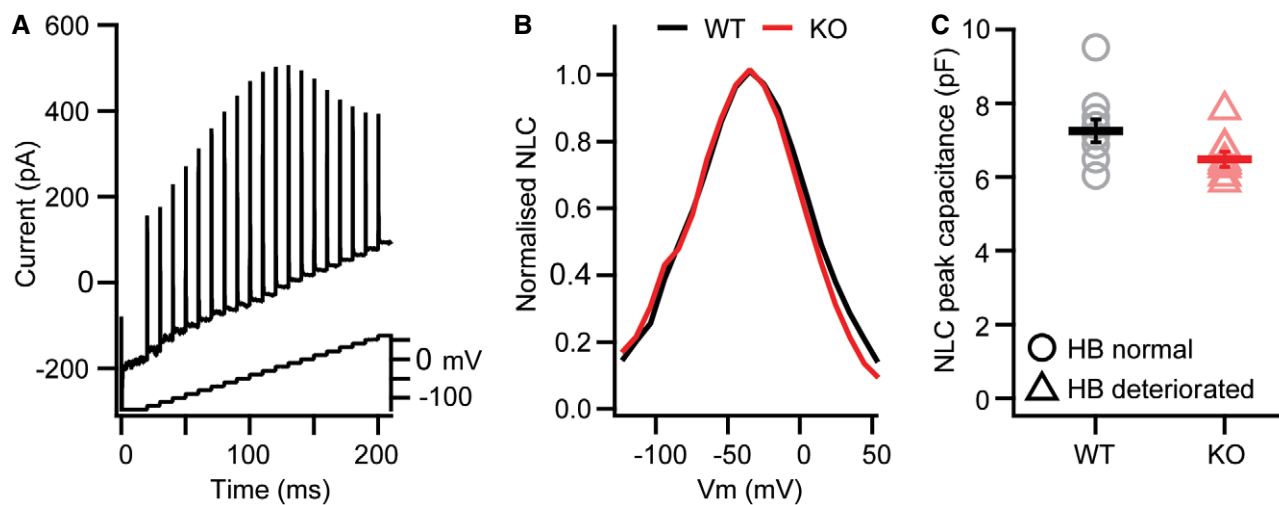 A
Current (pA)
600
400
200
0
-200
0 mV
-100
0
100
200
Time (ms)
B
WT
KO
Normalised NLC
1.0
0.8
0.6
0.4
0.2
0.0
-100
-50
0
50
Vm (mV)
C
NLC peak capacitance (pF)
10
8
6
4
2
0
HB normal
HB deteriorated
WT
KO